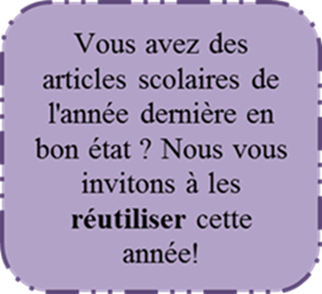 Vous avez des
articles scolaires de
l'année dernière en
bon état ? Nous vous
invitons à les
réutiliser cette
année!